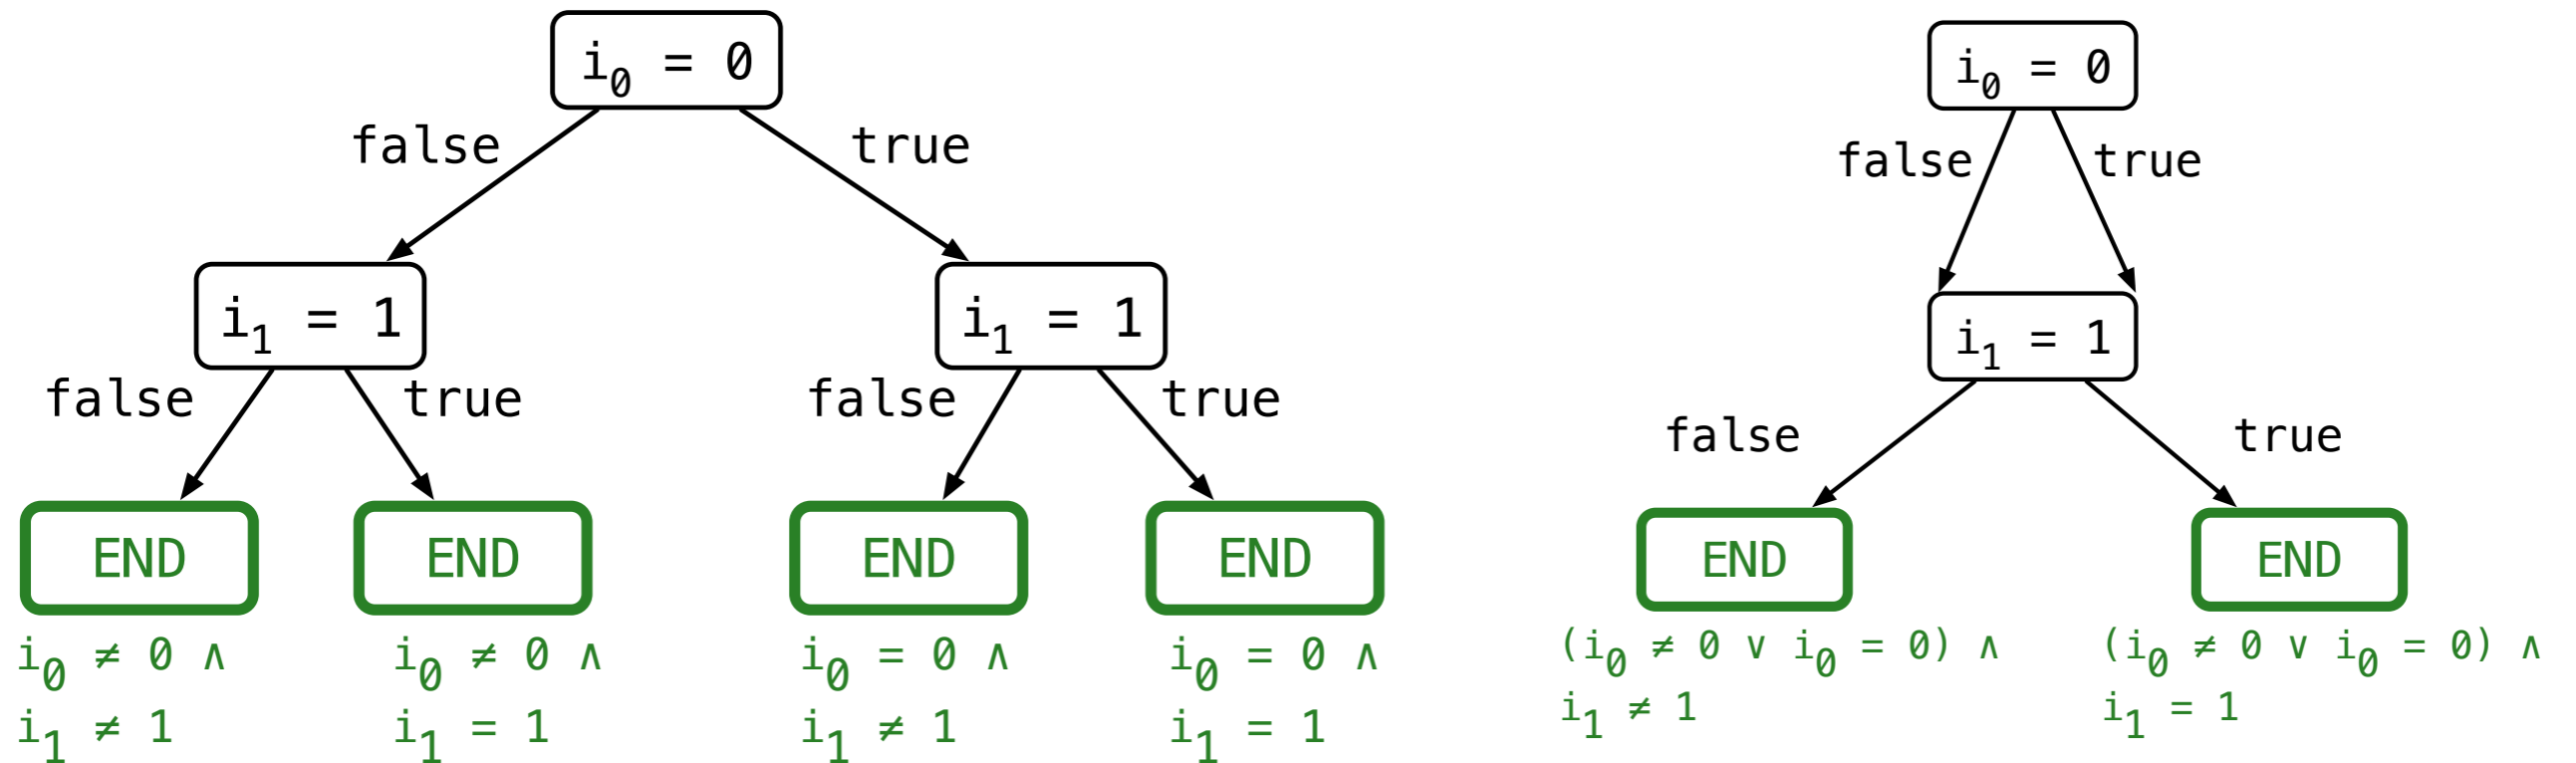 i₀ = 0
false
true
i₁ = 1
i₁ = 1
false
true
false
true
END
END
END
END
i₀ ≠ 0 ∧
i₁ ≠ 1
i₀ ≠ 0 ∧
i₁ = 1
i₀ = 0 ∧
i₁ ≠ 1
i₀ = 0 ∧
i₁ = 1
i₀ = 0
false
true
i₁ = 1
false
true
END
END
(i₀ ≠ 0 ∨ i₀ = 0) ∧
i₁ ≠ 1
(i₀ ≠ 0 ∨ i₀ = 0) ∧
i₁ = 1